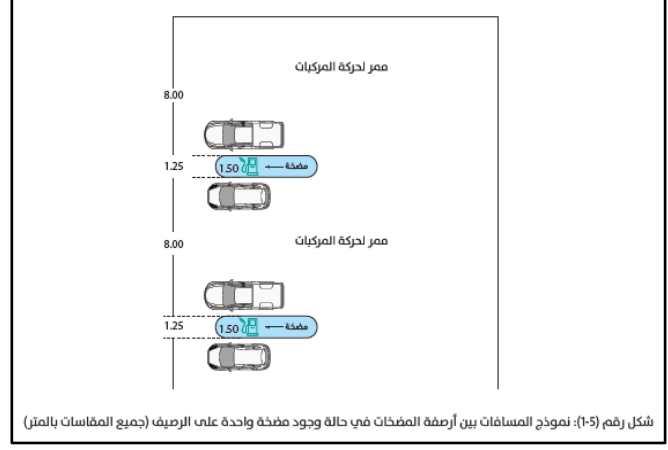 ممر لحركة المركبات
8.00
1.25
1.50
مضخة
ممر لحركة المركبات
8.00
1.25
1.50
مضخة
شكل رقم (5-1): نموذج المسافات بين أرصفة المضخات في حالة وجود مضخة واحدة على الرصيف (جميع المقاسات بالمتر)